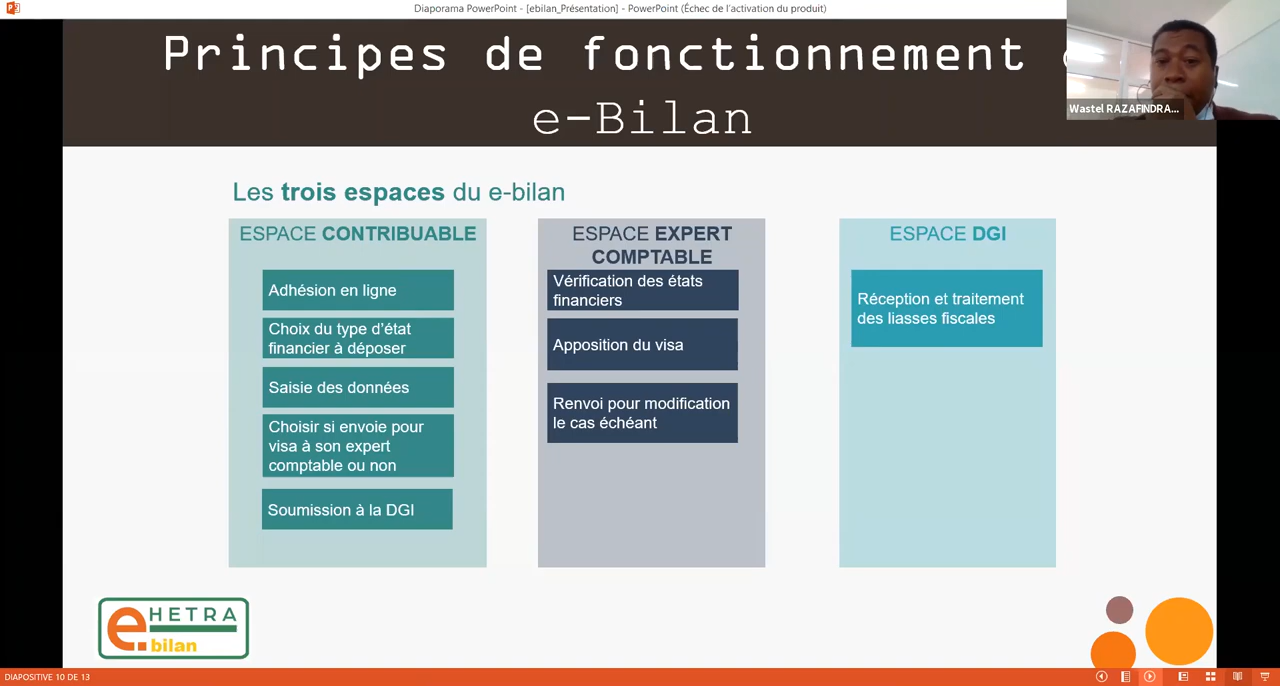 Diaporama PowerPoint - [ebilan_Présentation] - PowerPoint (Échec de l'activation du produit)
Principes de fonctionnement
e-Bilan
Wastel RAZAFINDRA...
Les trois espaces du e-bilan
ESPACE CONTRIBUABLE
Adhésion en ligne
Choix du type d'état
financier à déposer
Saisie des données
Choisir si envoie pour
visa à son expert
comptable ou non
Soumission à la DGI
ESPACE EXPERT
COMPTABLE
Vérification des états
financiers
Apposition du visa
Renvoi pour modification
le cas échéant
ESPACE DGI
Réception et traitement
des liasses fiscales
e.HETRA
bilan
DIAPOSITIVE 10 DE 13